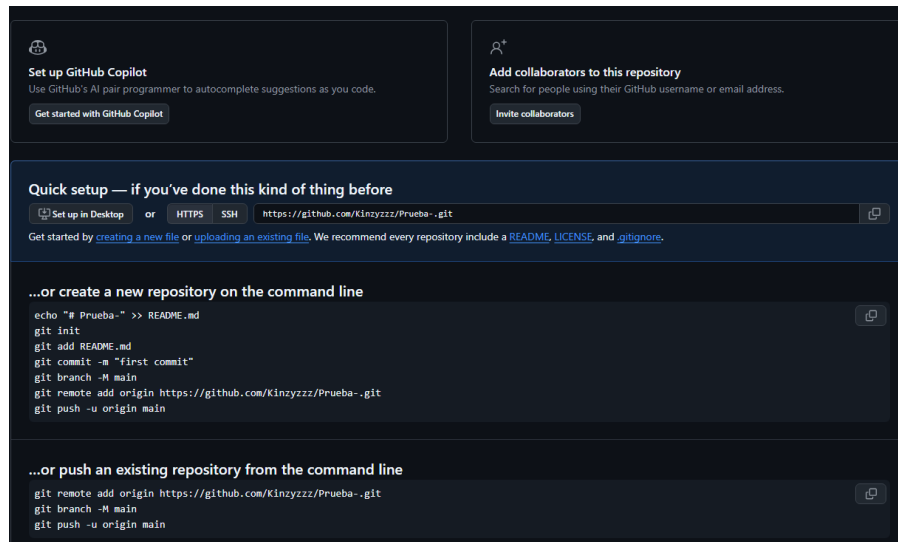 Set up GitHub Copilot
Use GitHub's AI pair programmer to autocomplete suggestions as you code.
Get started with GitHub Copilot
Add collaborators to this repository
Search for people using their GitHub username or email address.
Invite collaborators
Quick setup — if you've done this kind of thing before
Set up in Desktop or HTTPS SSH https://github.com/Kinzyzzz/Prueba-.git
Get started by creating a new file or uploading an existing file. We recommend every repository include a README, LICENSE, and .gitignore.
...or create a new repository on the command line
echo "# Prueba-" >> README.md
git init
git add README.md
git commit -m "first commit"
git branch -M main
git remote add origin https://github.com/Kinzyzzz/Prueba-.git
git push -u origin main
...or push an existing repository from the command line
git remote add origin https://github.com/Kinzyzzz/Prueba-.git
git branch -M main
git push -u origin main